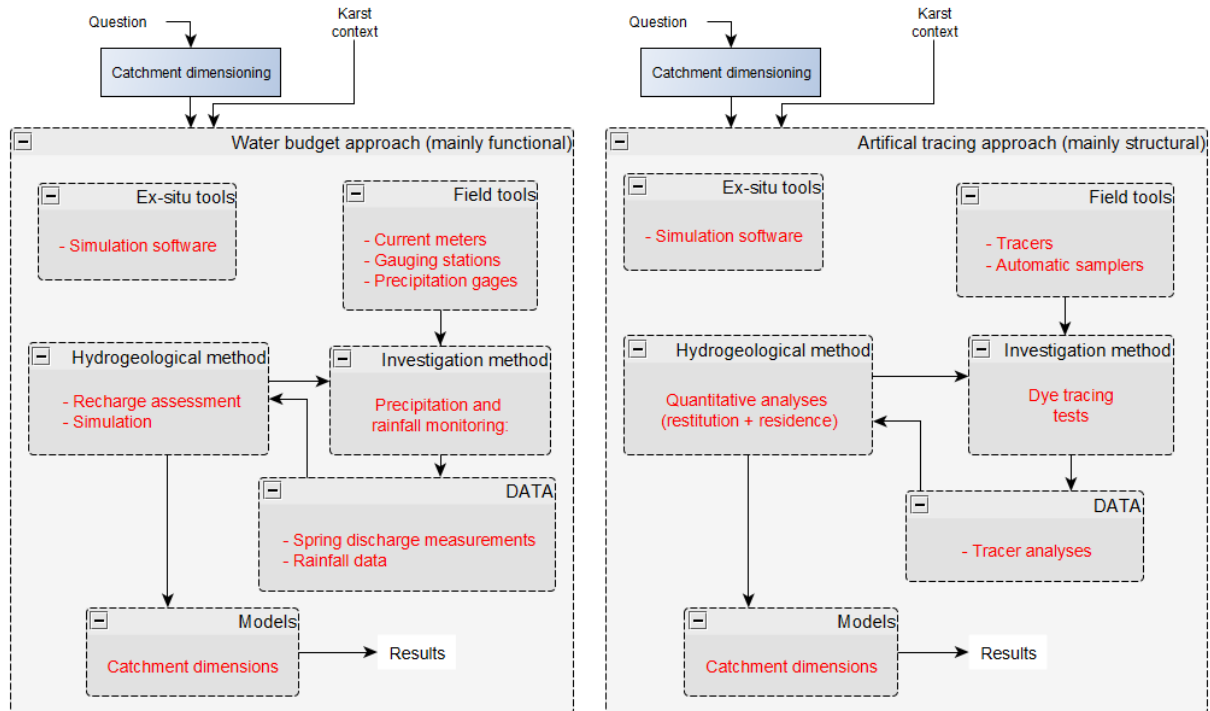 Question
Karst
context
Catchment dimensioning
Water budget approach (mainly functional)
Ex-situ tools
- Simulation software
Field tools
- Current meters
- Gauging stations
- Precipitation gages
Hydrogeological method
- Recharge assessment
- Simulation
Investigation method
Precipitation and
rainfall monitoring:
DATA
- Spring discharge measurements
- Rainfall data
Models
Catchment dimensions
Results
Question
Karst
context
Catchment dimensioning
Artifical tracing approach (mainly structural)
Ex-situ tools
- Simulation software
Field tools
- Tracers
- Automatic samplers
Hydrogeological method
Quantitative analyses
(restitution + residence)
Investigation method
Dye tracing
tests
DATA
- Tracer analyses
Models
Catchment dimensions
Results